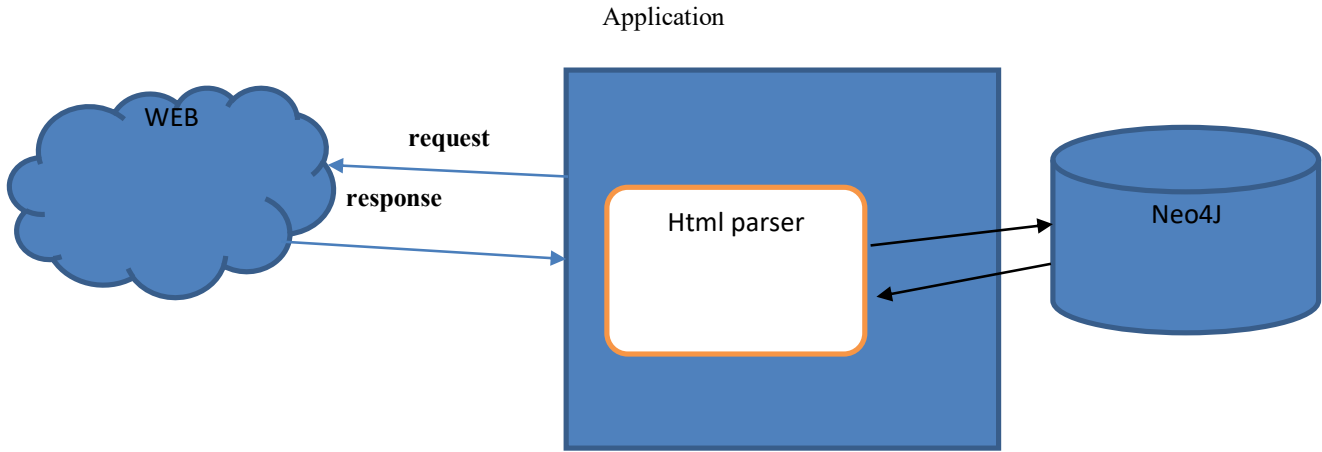 Application
WEB
request
response
Html parser
Neo4J